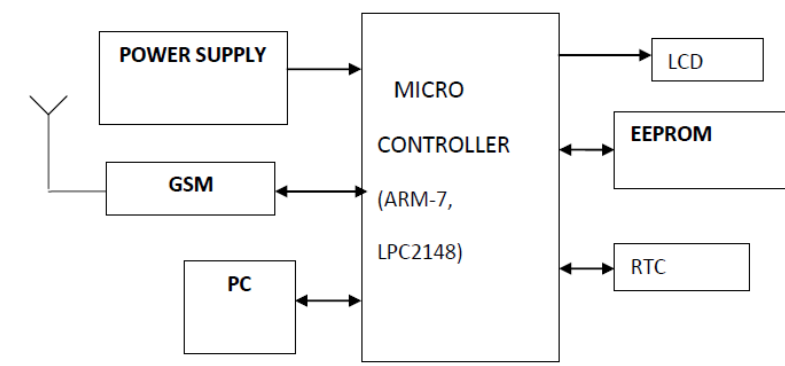 POWER SUPPLY
GSM
PC
MICRO
CONTROLLER
(ARM-7,
LPC2148)
LCD
EEPROM
RTC